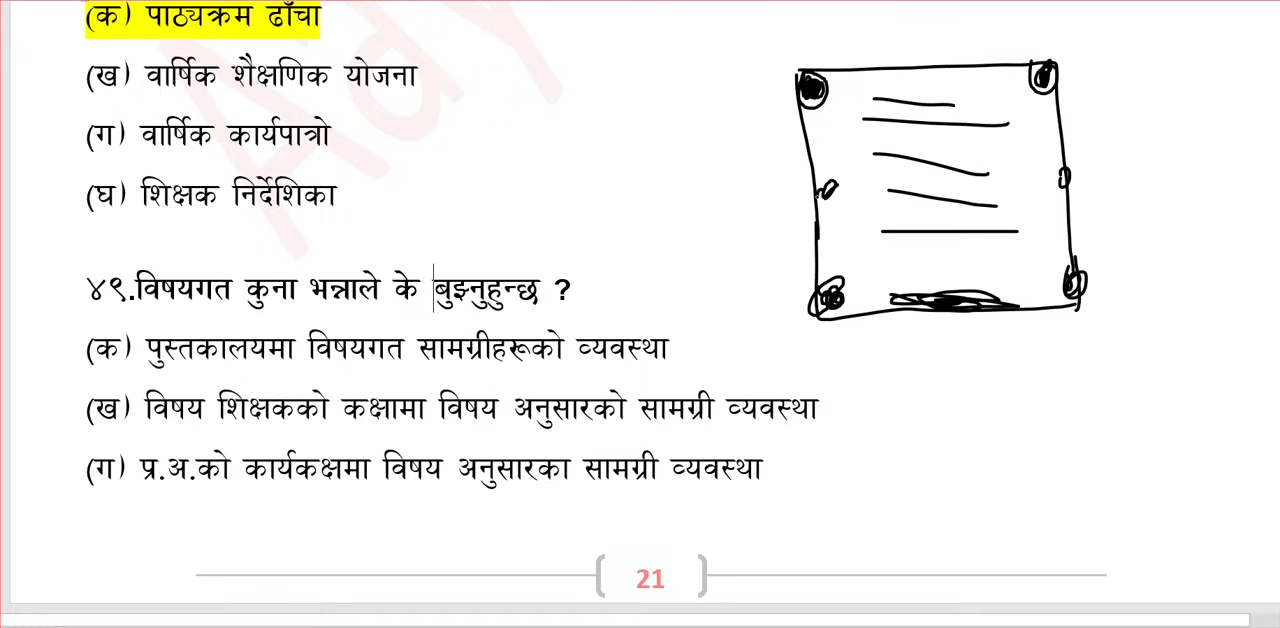 (क) पाठ्यक्रम ढाँचा
(ख) वार्षिक शैक्षणिक योजना
(ग) वार्षिक कार्यपात्रो
(घ) शिक्षक निर्देशिका
४९.विषयगत कुना भन्नाले के बुझ्नुहुन्छ ?
(क) पुस्तकालयमा विषयगत सामग्रीहरूको व्यवस्था
(ख) विषय शिक्षकको कक्षामा विषय अनुसारको सामग्री व्यवस्था
(ग) प्र.अ.को कार्यकक्षमा विषय अनुसारका सामग्री व्यवस्था
21